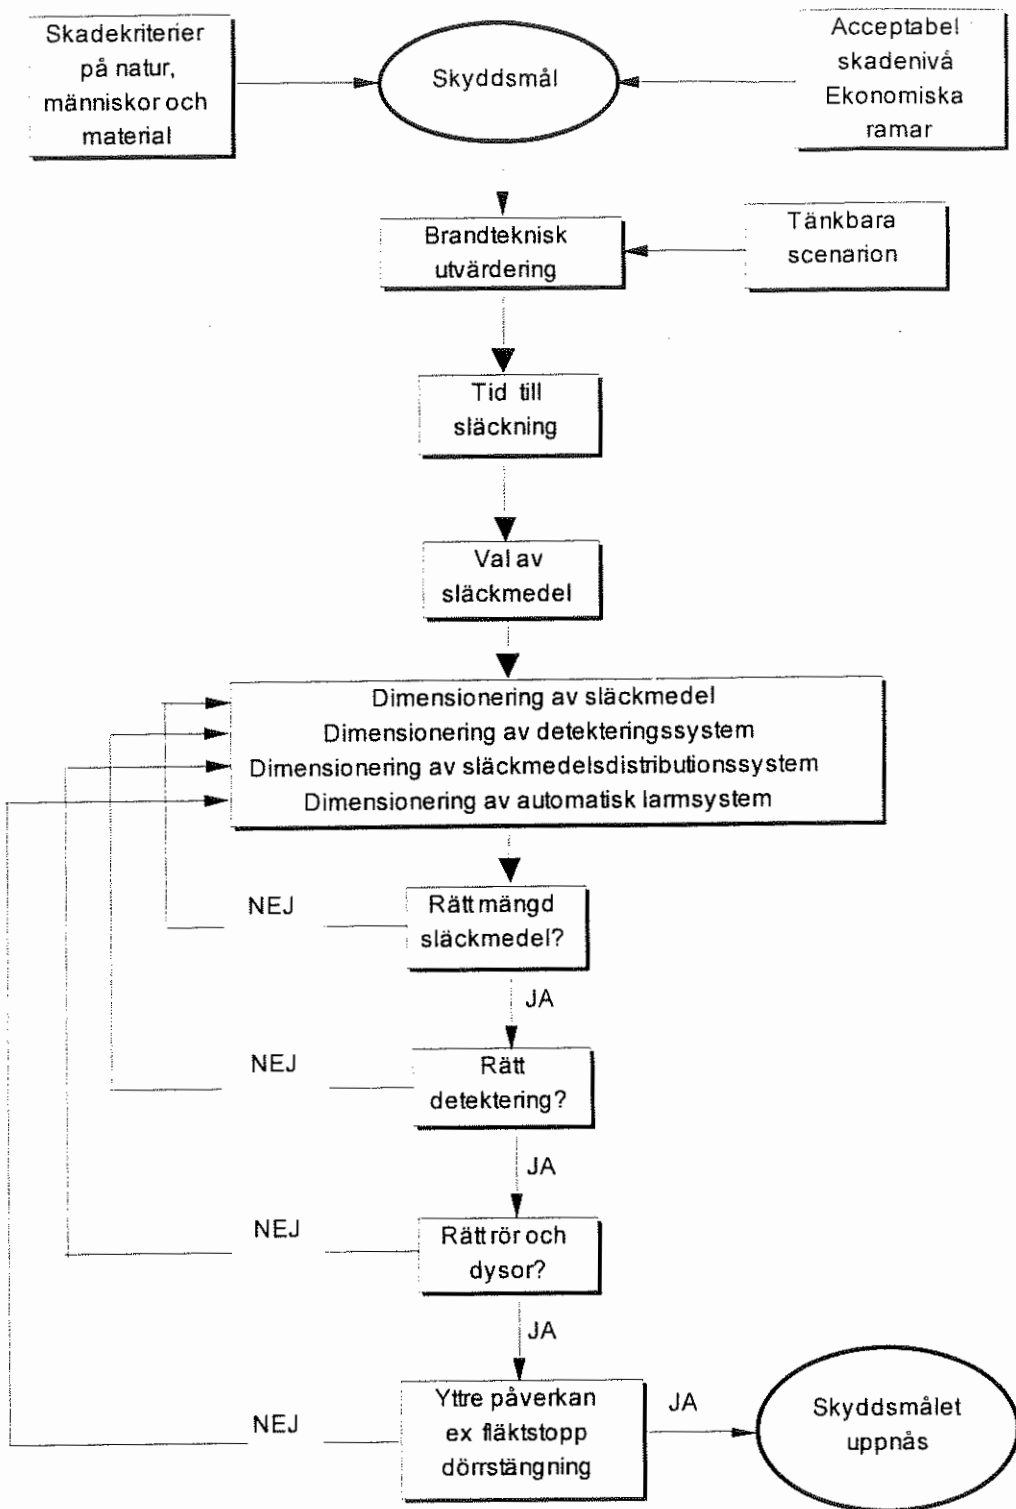 Skadekriterier
på natur,
människor och
material
Skyddsmål
Acceptabel
skadenivå
Ekonomiska
ramar
Brandteknisk
utvärdering
Tänkbara
scenarion
Tid till
släckning
Val av
släckmedel
Dimensionering av släckmedel
Dimensionering av detekteringssystem
Dimensionering av släckmedelsdistributionssystem
Dimensionering av automatisk larmsystem
NEJ
Rätt mängd
släckmedel?
JA
NEJ
Rätt
detektering?
JA
NEJ
Rätt rör och
dysor?
JA
NEJ
Yttre påverkan
ex fläktstopp
dörrstängning
JA
Skyddsmålet
uppnås